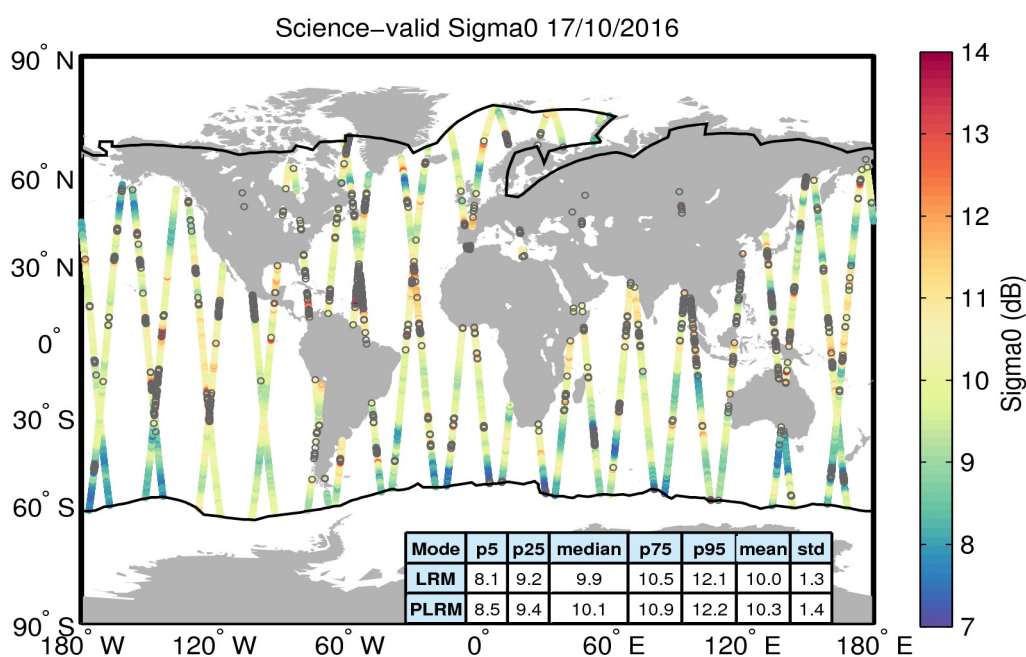 Science-valid Sigma0 17/10/2016
90° N
60° N
30° N
0°
30° S
60° S
90° S
180° W
120° W
60° W
0°
60° E
120° E
180° E
14
13
12
11
10
9
8
7
Sigma0 (dB)
Mode p5 p25 median p75 p95 mean std
LRM 8.1 9.2 9.9 10.5 12.1 10.0 1.3
PLRM 8.5 9.4 10.1 10.9 12.2 10.3 1.4